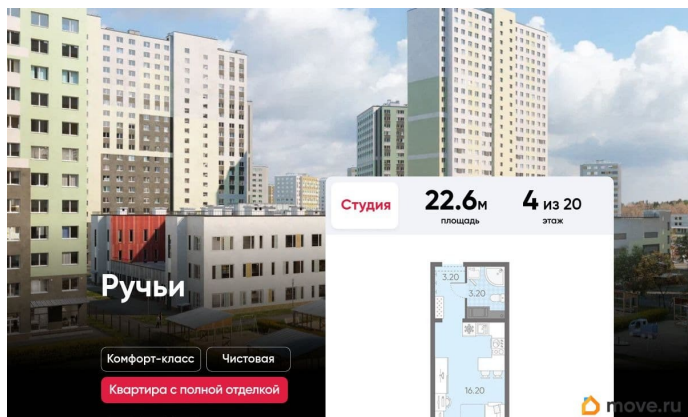 Студия
22.6м
площадь
4 из 20
этаж
3.20
3.20
16.20
Ручьи
Комфорт-класс
Чистовая
Квартира с полной отделкой
move.ru